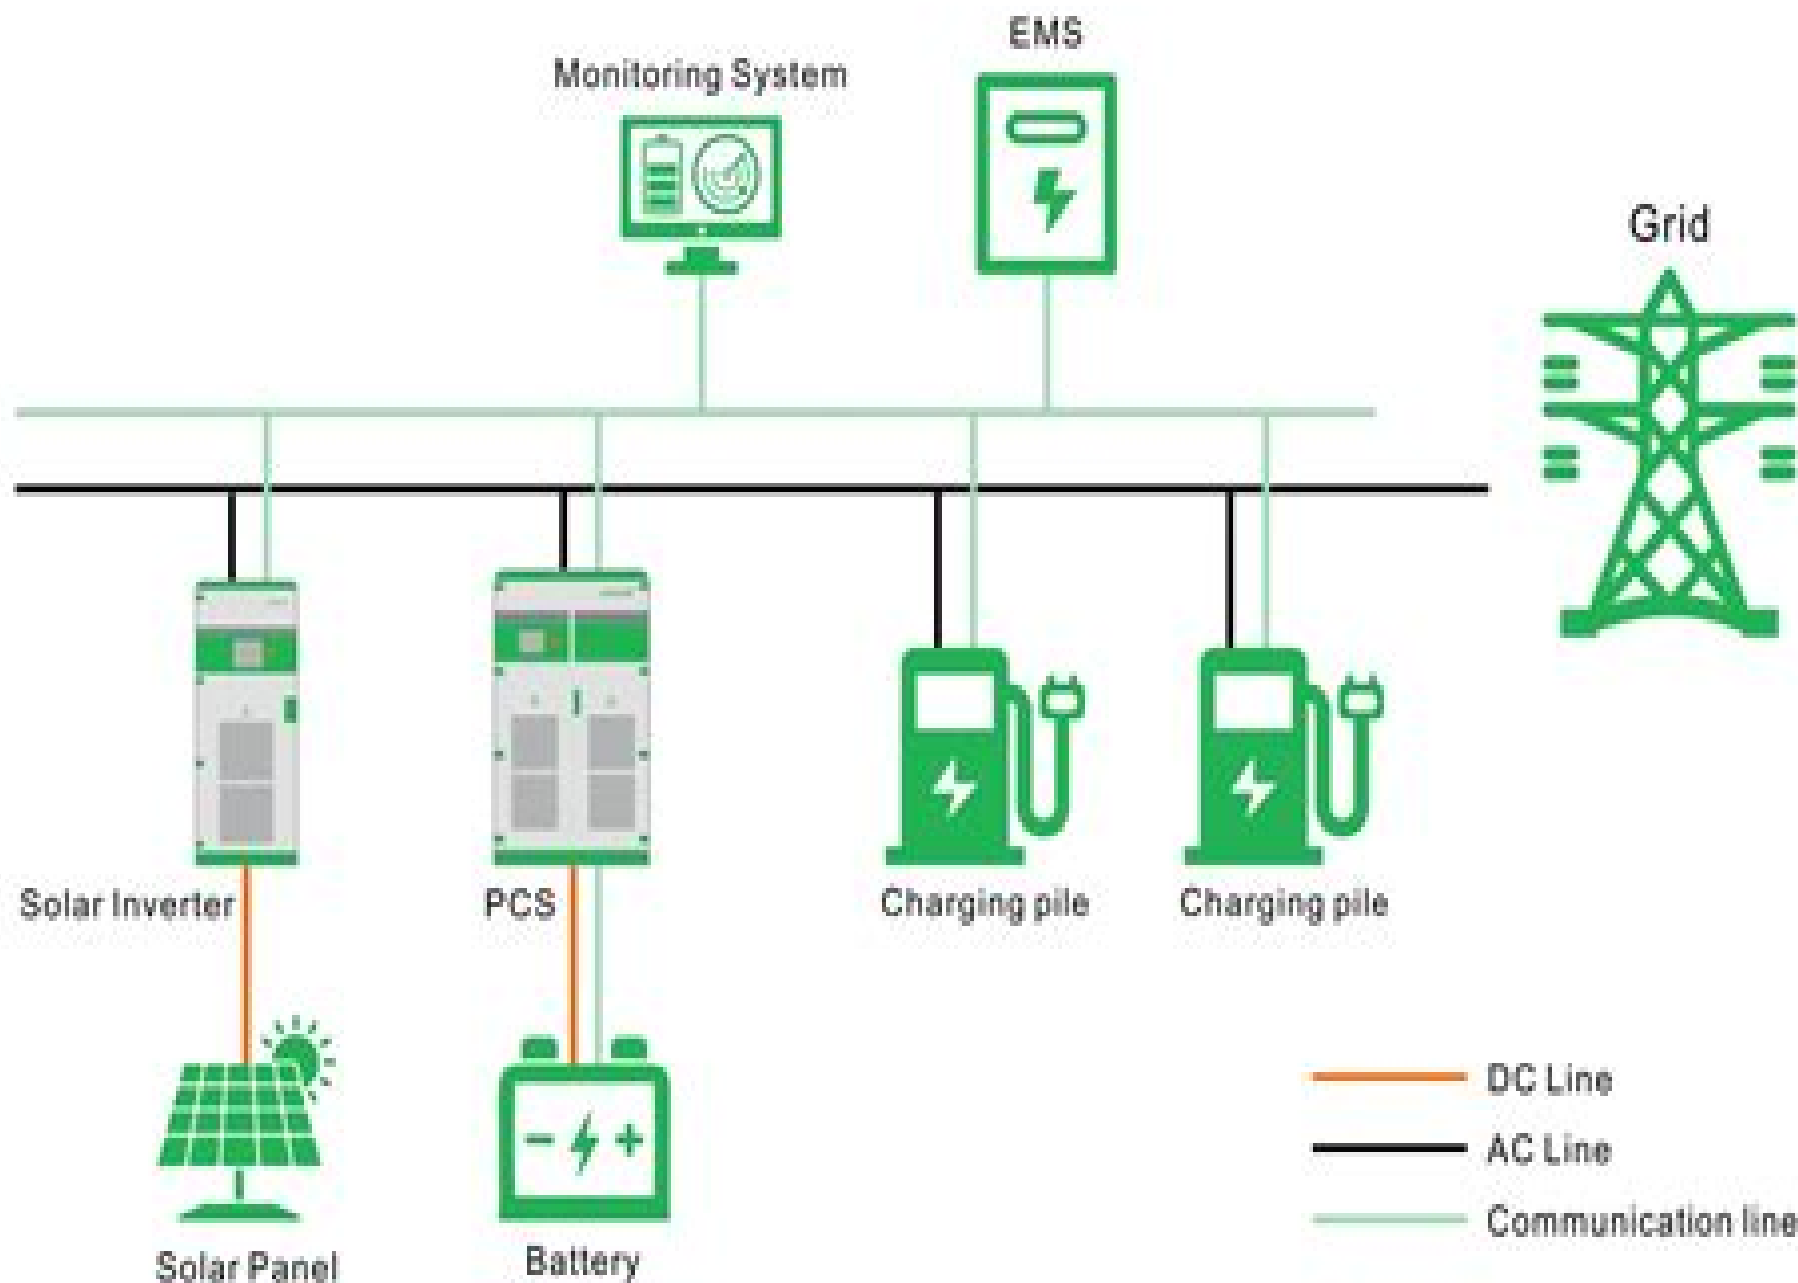 EMS
Monitoring System
Grid
Solar Inverter
PCS
Charging pile
Charging pile
DC Line
AC Line
Communication line
Solar Panel
Battery